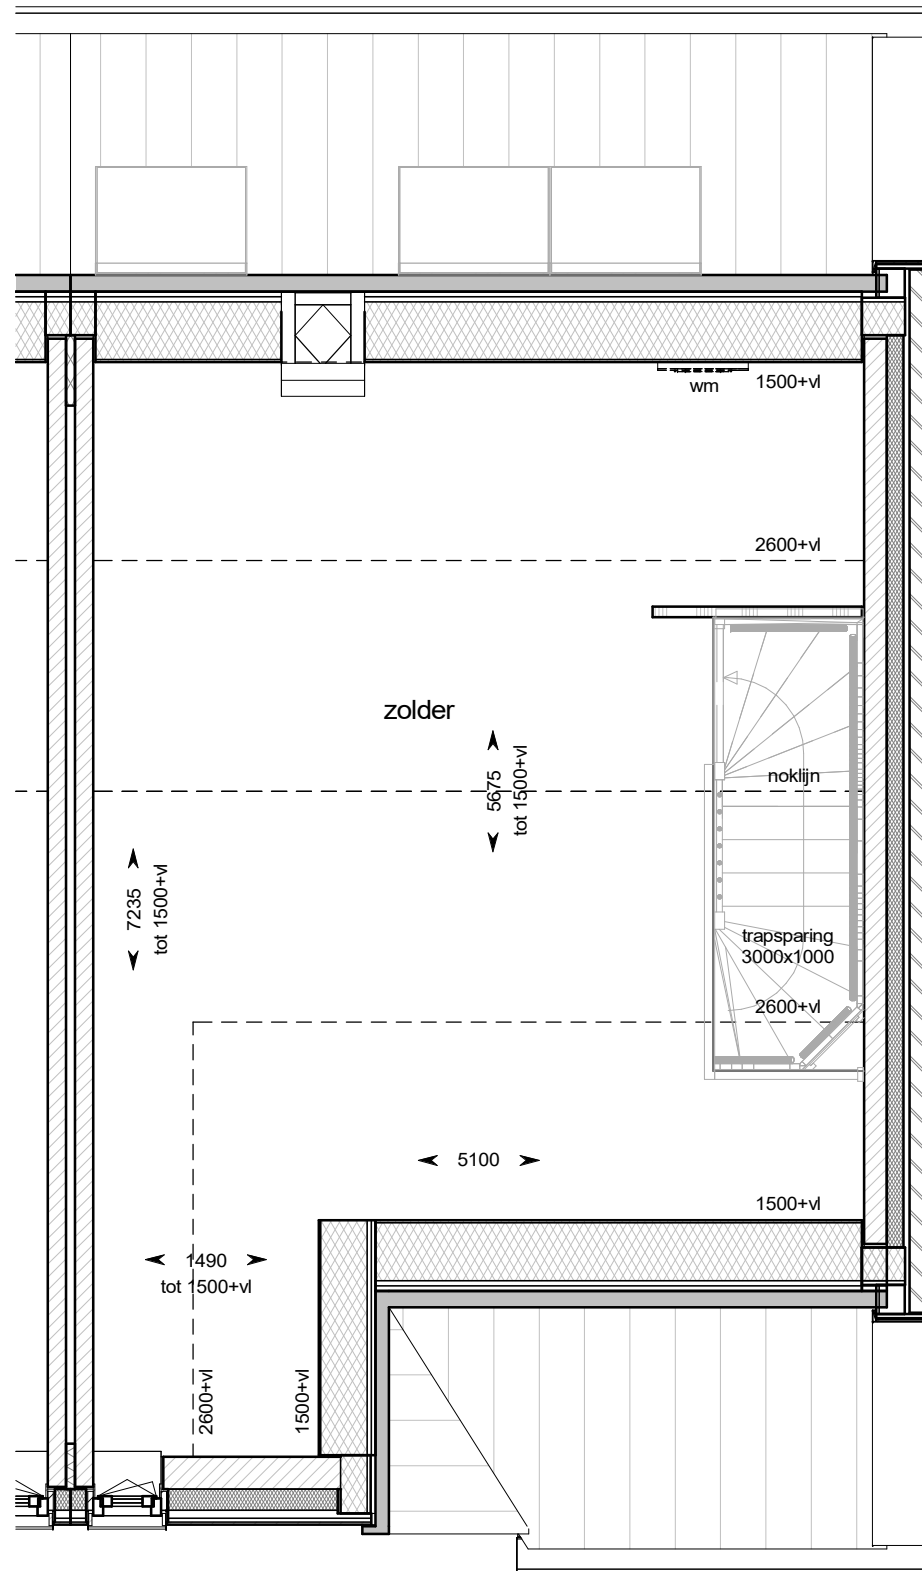 wm
1500+vl
2600+vl
zolder
5675
tot 1500+vl
noklijn
7235
tot 1500+vl
trapsparing
3000x1000
2600+vl
5100
1500+vl
1490
tot 1500+vl
2600+vl
1500+vl